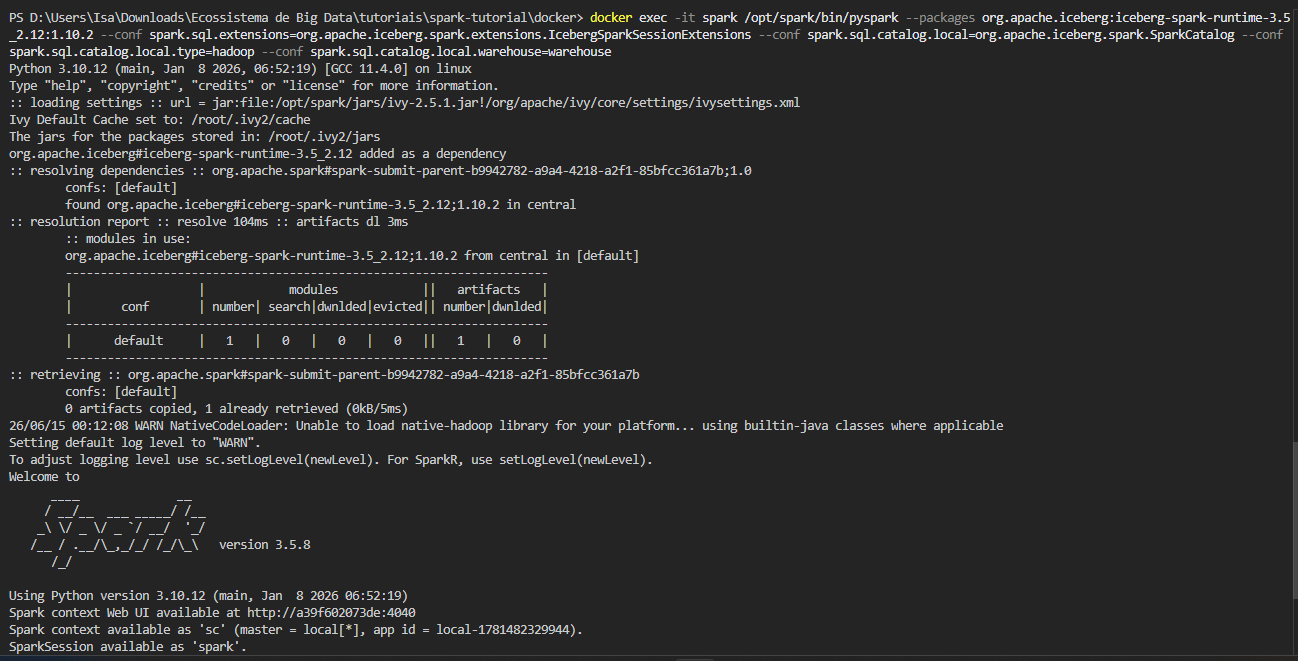 PS D:\Users\Isa\Downloads\Ecossistema de Big Data\tutoriais\spark-tutorial\docker> docker exec -it spark /opt/spark/bin/pyspark --packages org.apache.iceberg:iceberg-spark-runtime-3.5
_2.12:1.10.2 --conf spark.sql.extensions=org.apache.iceberg.spark.extensions.IcebergSparkSessionExtensions --conf spark.sql.catalog.local=org.apache.iceberg.spark.SparkCatalog --conf
spark.sql.catalog.local.type=hadoop --conf spark.sql.catalog.local.warehouse=warehouse
Python 3.10.12 (main, Jan  8 2026, 06:52:19) [GCC 11.4.0] on linux
Type "help", "copyright", "credits" or "license" for more information.
:: loading settings :: url = jar:file:/opt/spark/jars/ivy-2.5.1.jar!/org/apache/ivy/core/settings/ivysettings.xml
Ivy Default Cache set to: /root/.ivy2/cache
The jars for the packages stored in: /root/.ivy2/jars
org.apache.iceberg#iceberg-spark-runtime-3.5_2.12 added as a dependency
:: resolving dependencies :: org.apache.spark#spark-submit-parent-b9942782-a9a4-4218-a2f1-85bfcc361a7b;1.0
        confs: [default]
        found org.apache.iceberg#iceberg-spark-runtime-3.5_2.12;1.10.2 in central
:: resolution report :: resolve 104ms :: artifacts dl 3ms
        :: modules in use:
        org.apache.iceberg#iceberg-spark-runtime-3.5_2.12;1.10.2 from central in [default]
        ---------------------------------------------------------------------
        |                  |            modules            ||   artifacts   |
        |       conf       | number| search|dwnlded|evicted|| number|dwnlded|
        ---------------------------------------------------------------------
        |      default     |   1   |   0   |   0   |   0   ||   1   |   0   |
        ---------------------------------------------------------------------
:: retrieving :: org.apache.spark#spark-submit-parent-b9942782-a9a4-4218-a2f1-85bfcc361a7b
        confs: [default]
        0 artifacts copied, 1 already retrieved (0kB/5ms)
26/06/15 00:12:08 WARN NativeCodeLoader: Unable to load native-hadoop library for your platform... using builtin-java classes where applicable
Setting default log level to "WARN".
To adjust logging level use sc.setLogLevel(newLevel). For SparkR, use setLogLevel(newLevel).
Welcome to
      ____              __
     / __/__  ___ _____/ /__
    _\ \/ _ \/ _ `/ __/  '_/
   /__ / .__/\_,_/_/ /_/\_\   version 3.5.8
      /_/
Using Python version 3.10.12 (main, Jan  8 2026 06:52:19)
Spark context Web UI available at http://a39f602073de:4040
Spark context available as 'sc' (master = local[*], app id = local-1781482329944).
SparkSession available as 'spark'.